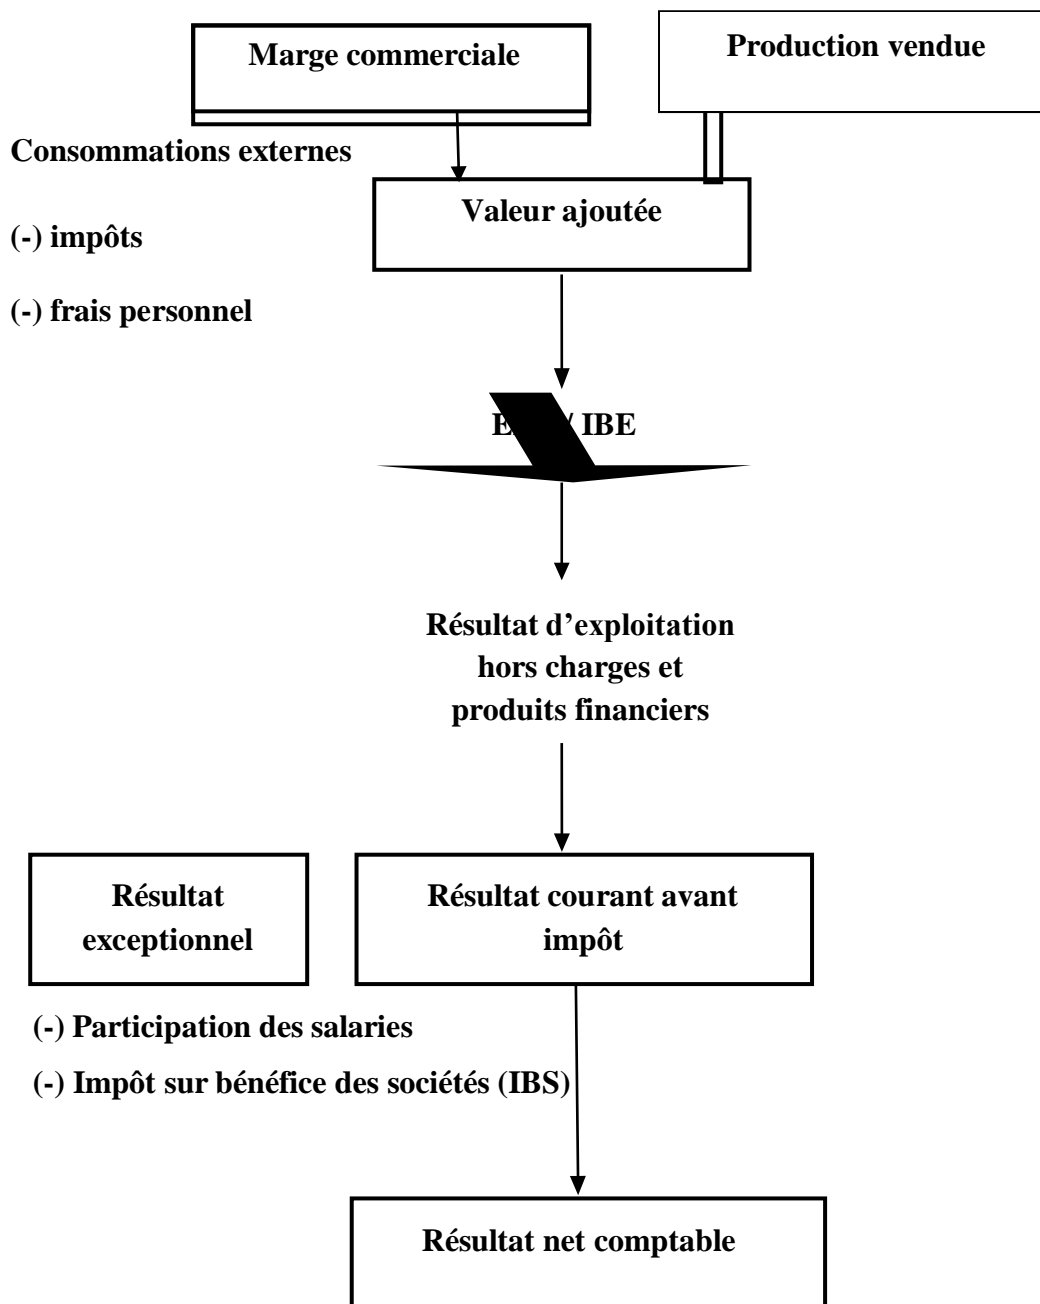 Marge commerciale
Production vendue
Consommations externes
Valeur ajoutée
(-) impôts
(-) frais personnel
/ IBE
Résultat d’exploitation
hors charges et
produits financiers
Résultat
exceptionnel
Résultat courant avant
impôt
(-) Participation des salaries
(-) Impôt sur bénéfice des sociétés (IBS)
Résultat net comptable